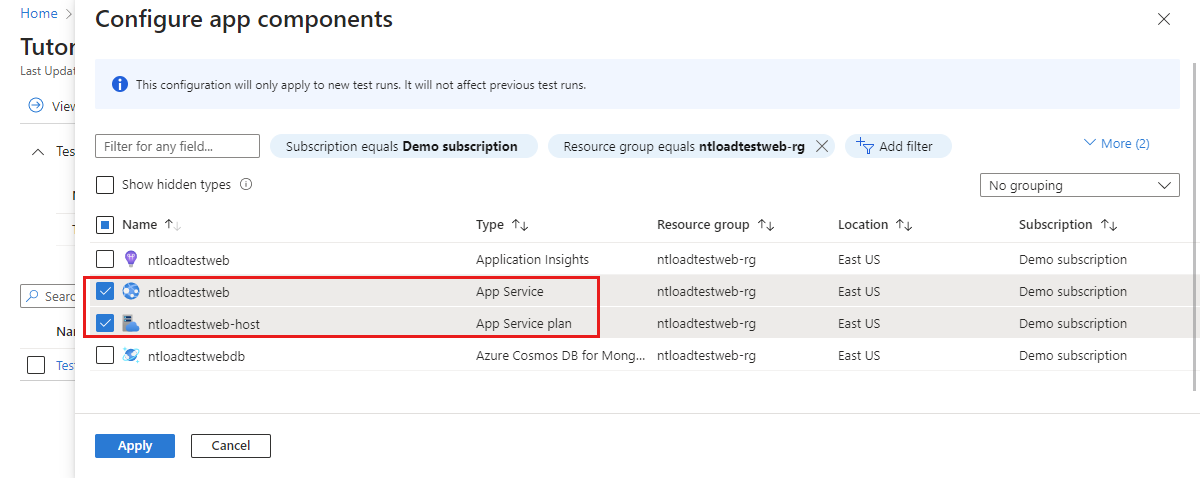 Home
Configure app components
Tutor
Last Upda
This configuration will only apply to new test runs. It will not affect previous test runs.
View
Filter for any field... Subscription equals Demo subscription Resource group equals ntloadtestweb-rg Add filter More (2)
Tes
Show hidden types
No grouping
Name Type Resource group Location Subscription
ntloadtestweb Application Insights ntloadtestweb-rg East US Demo subscription
ntloadtestweb App Service ntloadtestweb-rg East US Demo subscription
Searc
ntloadtestweb-host App Service plan ntloadtestweb-rg East US Demo subscription
Na
ntloadtestwebdb Azure Cosmos DB for Mong... ntloadtestweb-rg East US Demo subscription
Tes
Apply Cancel